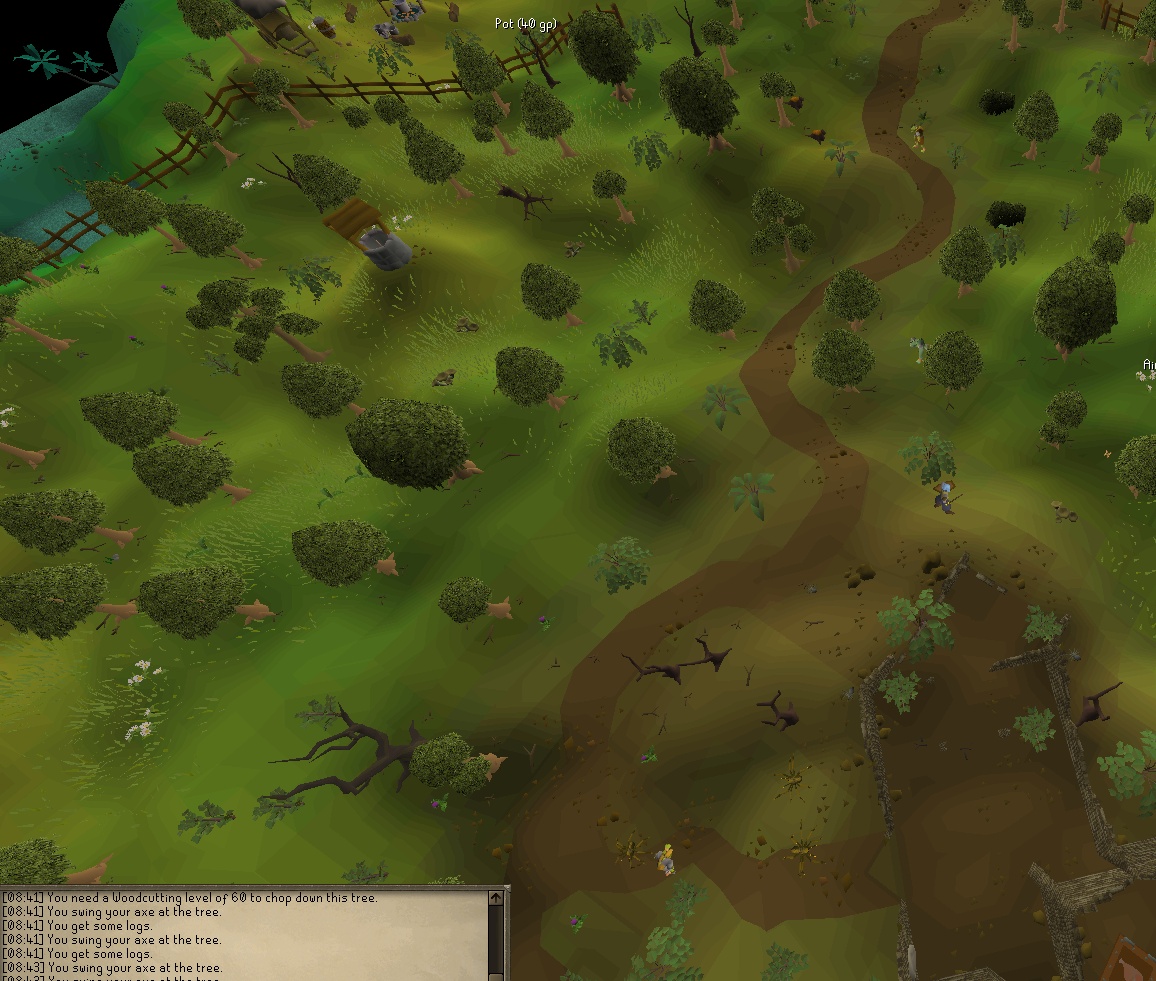 Pot (40 gp)
[08:41] You need a Woodcutting level of 60 to chop down this tree.
[08:41] You swing your axe at the tree.
[08:41] You get some logs.
[08:41] You swing your axe at the tree.
[08:41] You get some logs.
[08:43] You swing your axe at the tree.